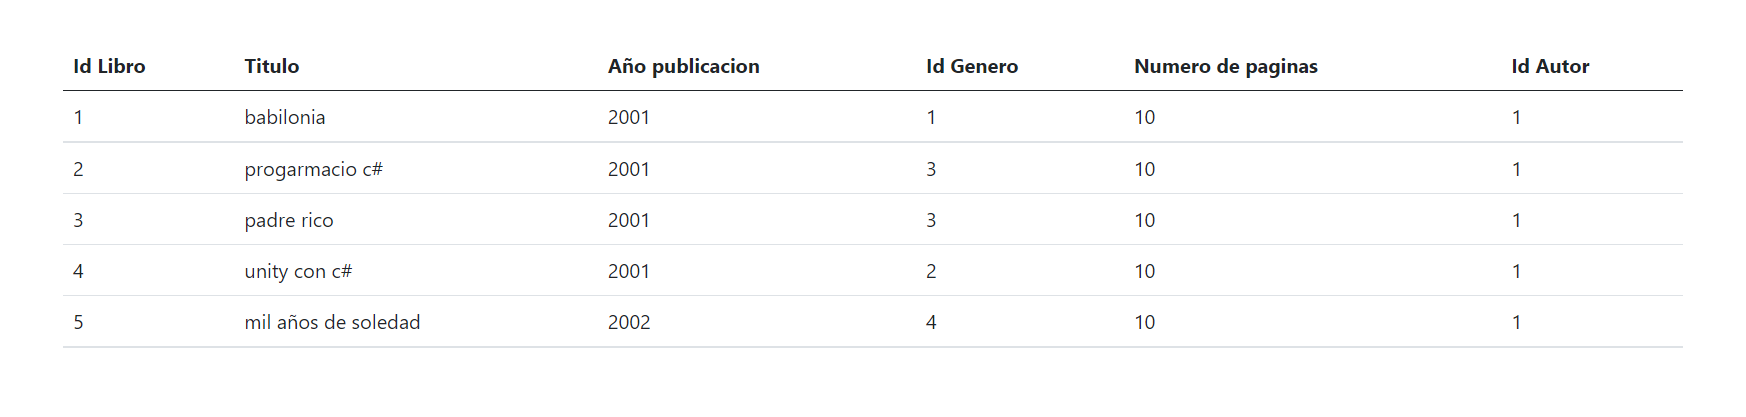 Id Libro Titulo Año publicacion Id Genero Numero de paginas Id Autor
1 babilonia 2001 1 10 1
2 progarmacio c# 2001 3 10 1
3 padre rico 2001 3 10 1
4 unity con c# 2001 2 10 1
5 mil años de soledad 2002 4 10 1